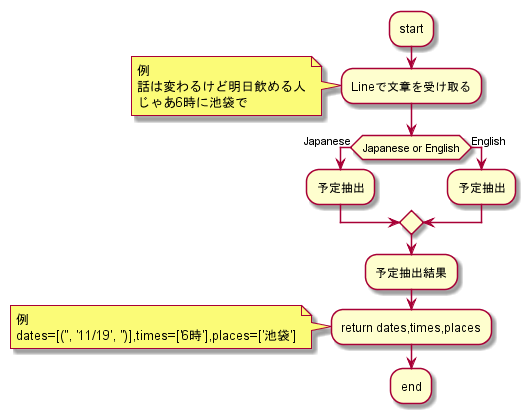 start
例
話は変わるけど明日飲める人
じゃあ6時に池袋で
Lineで文章を受け取る
Japanese
Japanese or English
English
予定抽出
予定抽出
予定抽出結果
例
dates=[('', '11/19', '')],times=['6時'],places=['池袋']
return dates,times,places
end